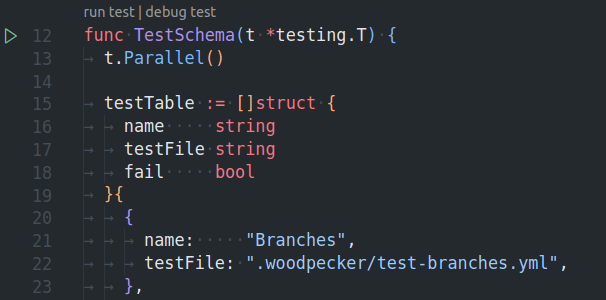 run test | debug test
12 func TestSchema(t *testing.T) {
13 t.Parallel()
14
15 testTable := []struct {
16 name     string
17 testFile string
18 fail     bool
19 }{
20 {
21 name:     "Branches",
22 testFile: ".woodpecker/test-branches.yml",
23 },